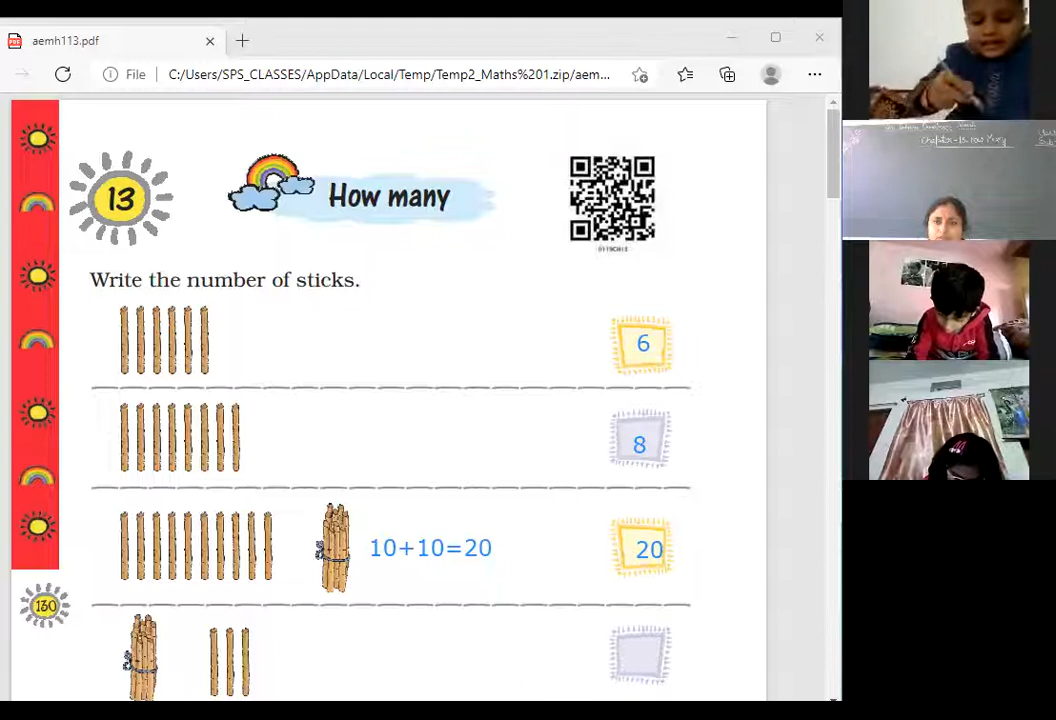 aemh113.pdf
File C:/Users/SPS_CLASSES/AppData/Local/Temp/Temp2_Maths%201.zip/aem...
13
How many
Write the number of sticks.
6
8
10+10=20
20
130
Chapter-13. How Many